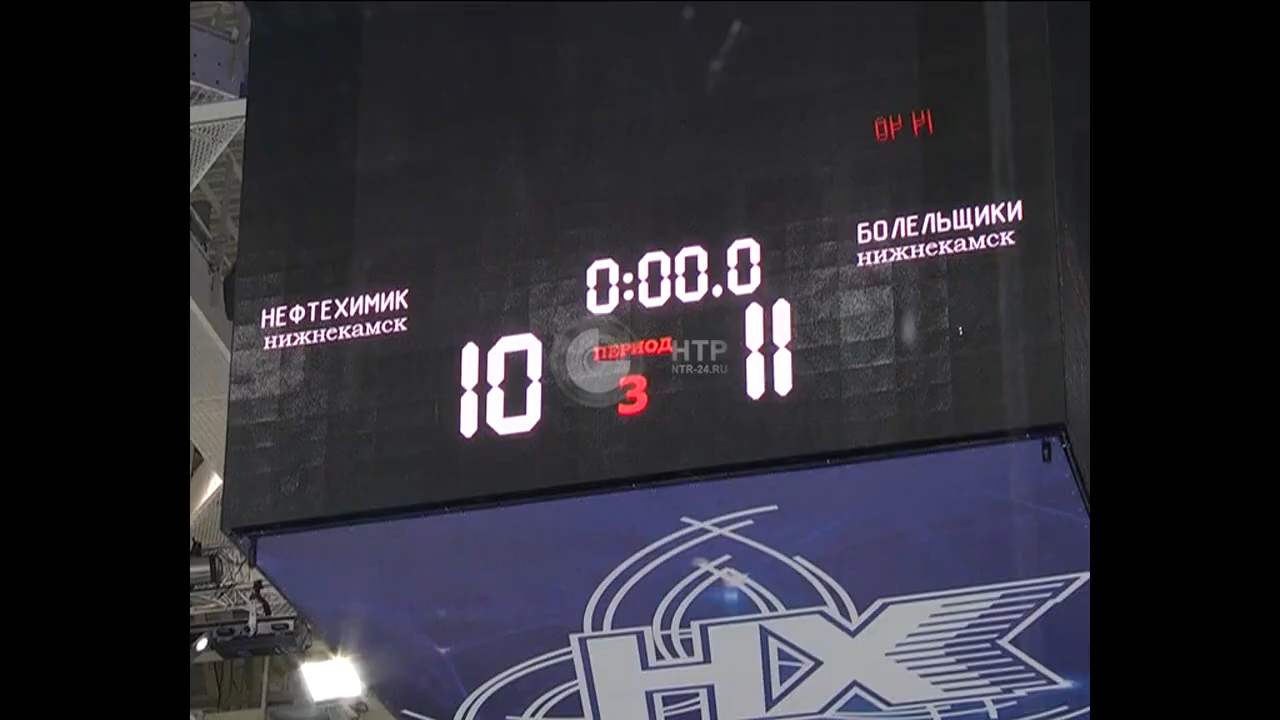 БОЛЕЛЬЩИКИ
нижнекамск
НЕФТЕХИМИК
нижнекамск
0:00.0
10
11
ПЕРИОД
3
НТР
NTR-24.RU
НХ